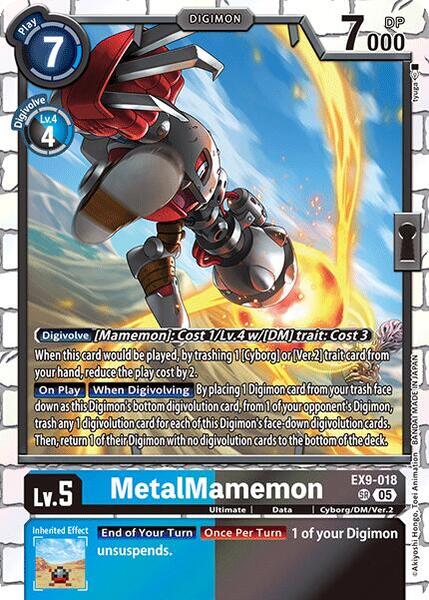 DIGIMON
Play
7
7000
DP
Digivolve
Lv.4
4
tyuga
Digivolve [Mamemon]: Cost 1/Lv.4 w/[DM] trait: Cost 3
When this card would be played, by trashing 1 [Cyborg] or [Ver.2] trait card from
your hand, reduce the play cost by 2.
On Play When Digivolving By placing 1 Digimon card from your trash face
down as this Digimon's bottom digivolution card, from 1 of your opponent's Digimon,
trash any 1 digivolution card for each of this Digimon's face-down digivolution cards.
Then, return 1 of their Digimon with no digivolution cards to the bottom of the deck.
©Akiyoshi Hongo, Toei Animation BANDAI MADE IN JAPAN
Lv.5
MetalMamemon
EX9-018
SR 05
Ultimate | Data | Cyborg/DM/Ver.2
Inherited Effect
End of Your Turn Once Per Turn 1 of your Digimon
unsuspends.